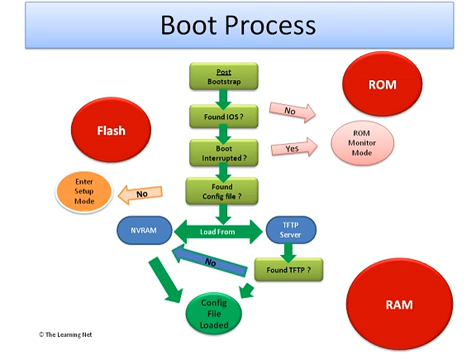 Boot Process
Post
Bootstrap
ROM
Found IOS ?
No
Flash
ROM
Monitor
Mode
Boot
Interrupted ?
Yes
Enter
Setup
Mode
No
Found
Config file ?
NVRAM
Load From
TFTP
Server
No
Found TFTP ?
Config
File
Loaded
RAM
© The Learning Net